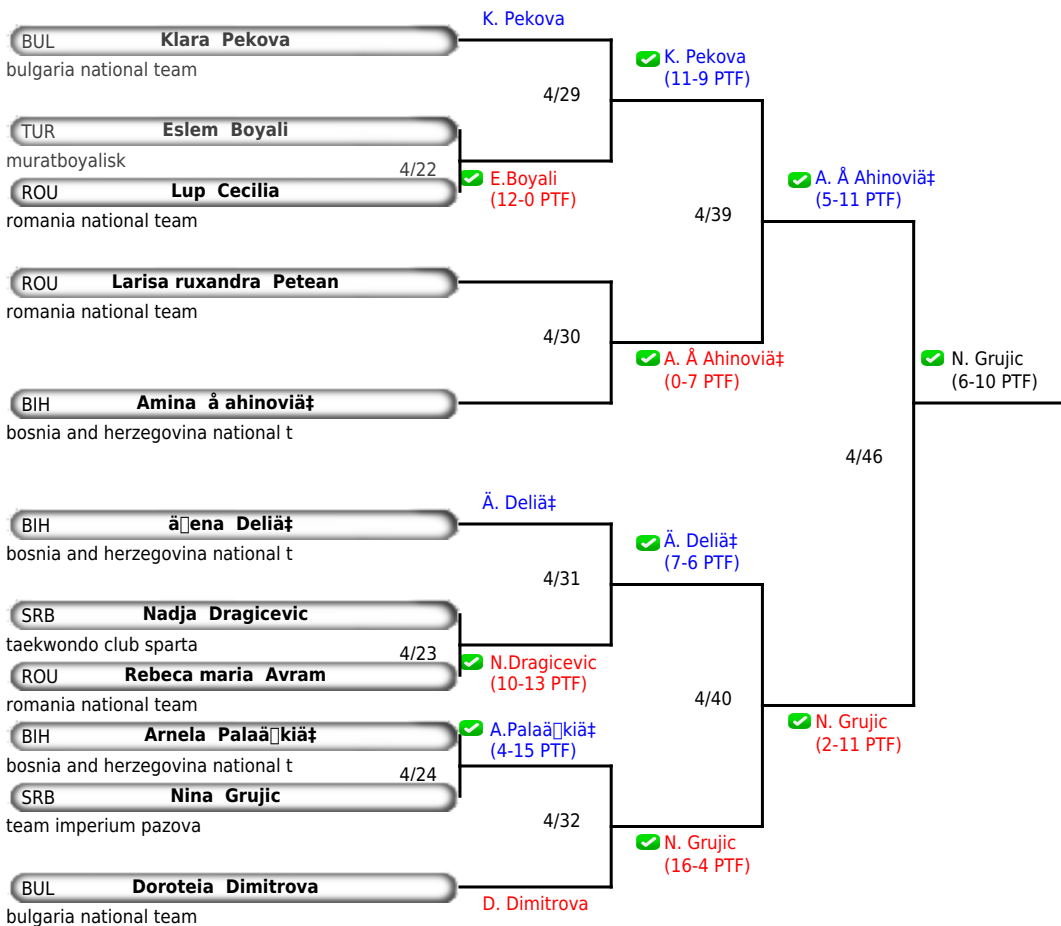 K. Pekova
BUL Klara Pekova
bulgaria national team
K. Pekova
(11-9 PTF)
4/29
TUR Eslem Boyali
muratboyalisk
4/22
E.Boyali
(12-0 PTF)
ROU Lup Cecilia
romania national team
A. Å Ahinoviä‡
(5-11 PTF)
4/39
ROU Larisa ruxandra Petean
romania national team
4/30
A. Å Ahinoviä‡
(0-7 PTF)
N. Grujic
(6-10 PTF)
BIH Amina å ahinoviä‡
bosnia and herzegovina national t
4/46
Ä. Deliä‡
BIH ä▯ena Deliä‡
bosnia and herzegovina national t
Ä. Deliä‡
(7-6 PTF)
4/31
SRB Nadja Dragicevic
taekwondo club sparta
4/23
N.Dragicevic
(10-13 PTF)
ROU Rebeca maria Avram
romania national team
4/40
N. Grujic
(2-11 PTF)
BIH Arnela Palaä▯kiä‡
bosnia and herzegovina national t
A.Palaä▯kiä‡
(4-15 PTF)
4/24
SRB Nina Grujic
team imperium pazova
4/32
N. Grujic
(16-4 PTF)
BUL Doroteia Dimitrova
bulgaria national team
D. Dimitrova